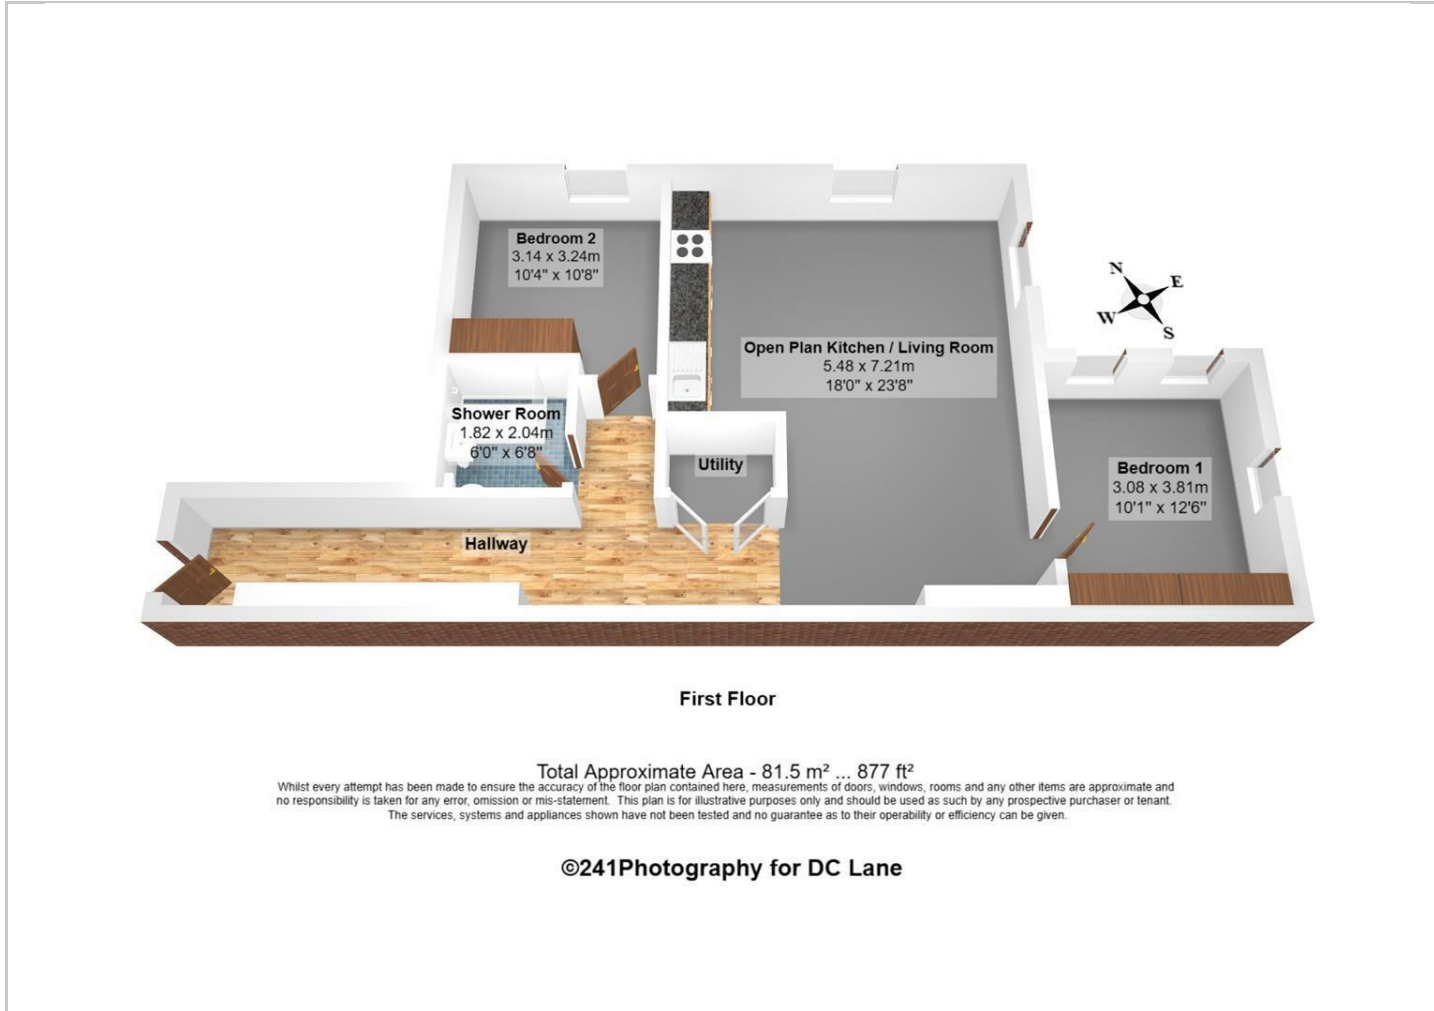 Bedroom 2
3.14 x 3.24m
10'4" x 10'8"
N
E
W
S
Open Plan Kitchen / Living Room
5.48 x 7.21m
18'0" x 23'8"
Shower Room
1.82 x 2.04m
6'0" x 6'8"
Utility
Bedroom 1
3.08 x 3.81m
10'1" x 12'6"
Hallway
First Floor
Total Approximate Area - 81.5 m² ... 877 ft²
Whilst every attempt has been made to ensure the accuracy of the floor plan contained here, measurements of doors, windows, rooms and any other items are approximate and
no responsibility is taken for any error, omission or mis-statement. This plan is for illustrative purposes only and should be used as such by any prospective purchaser or tenant.
The services, systems and appliances shown have not been tested and no guarantee as to their operability or efficiency can be given.
©241Photography for DC Lane